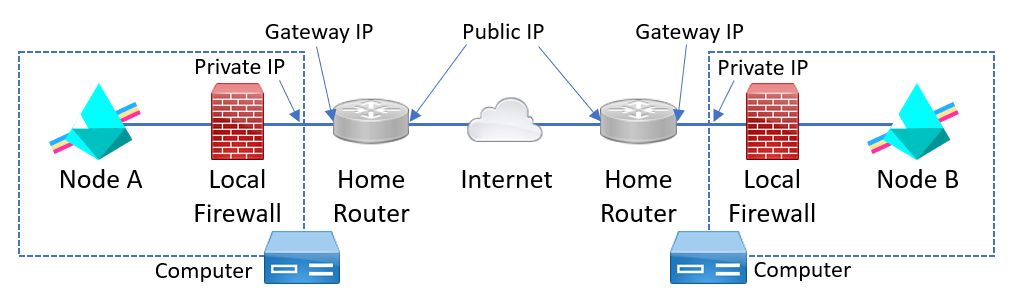 Gateway IP
Public IP
Gateway IP
Private IP
Private IP
Node A
Local
Firewall
Home
Router
Internet
Home
Router
Local
Firewall
Node B
Computer
Computer